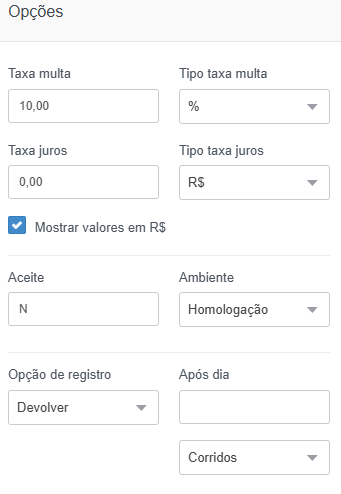 Opções
Taxa multa Tipo taxa multa
10,00 %
Taxa juros Tipo taxa juros
0,00 R$
Mostrar valores em R$
Aceite Ambiente
N Homologação
Opção de registro Após dia
Devolver
Corridos